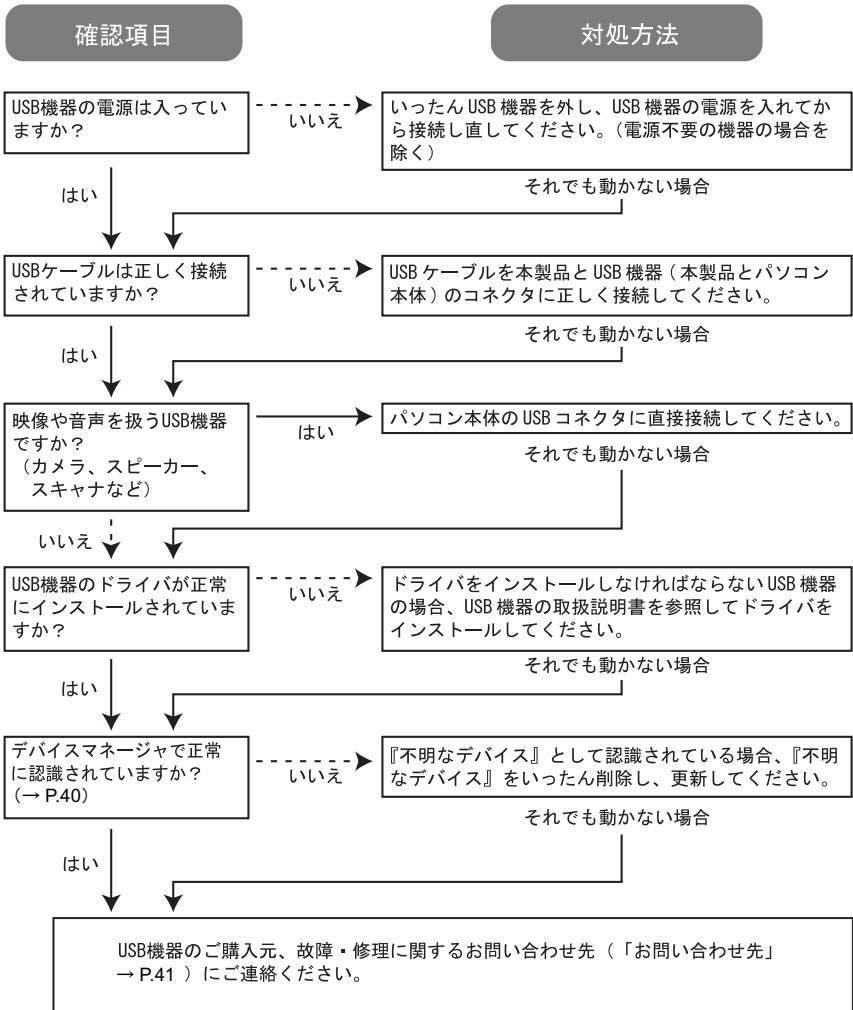 確認項目
対処方法
USB機器の電源は入ってい
ますか?
いいえ
いったん USB 機器を外し、USB 機器の電源を入れてか
ら接続し直してください。(電源不要の機器の場合を
除く)
はい
それでも動かない場合
USBケーブルは正しく接続
されていますか?
いいえ
USB ケーブルを本製品と USB 機器 ( 本製品とパソコン
本体 ) のコネクタに正しく接続してください。
はい
それでも動かない場合
映像や音声を扱うUSB機器
ですか?
(カメラ、スピーカー、
スキャナなど)
はい
パソコン本体の USB コネクタに直接接続してください。
それでも動かない場合
いいえ
USB機器のドライバが正常
にインストールされていま
すか?
いいえ
ドライバをインストールしなければならない USB 機器
の場合、USB 機器の取扱説明書を参照してドライバを
インストールしてください。
はい
それでも動かない場合
デバイスマネージャで正常
に認識されていますか?
(→ P.40)
いいえ
『不明なデバイス』として認識されている場合、『不明
なデバイス』をいったん削除し、更新してください。
はい
それでも動かない場合
USB機器のご購入元、故障・修理に関するお問い合わせ先(「お問い合わせ先」
→ P.41 )にご連絡ください。